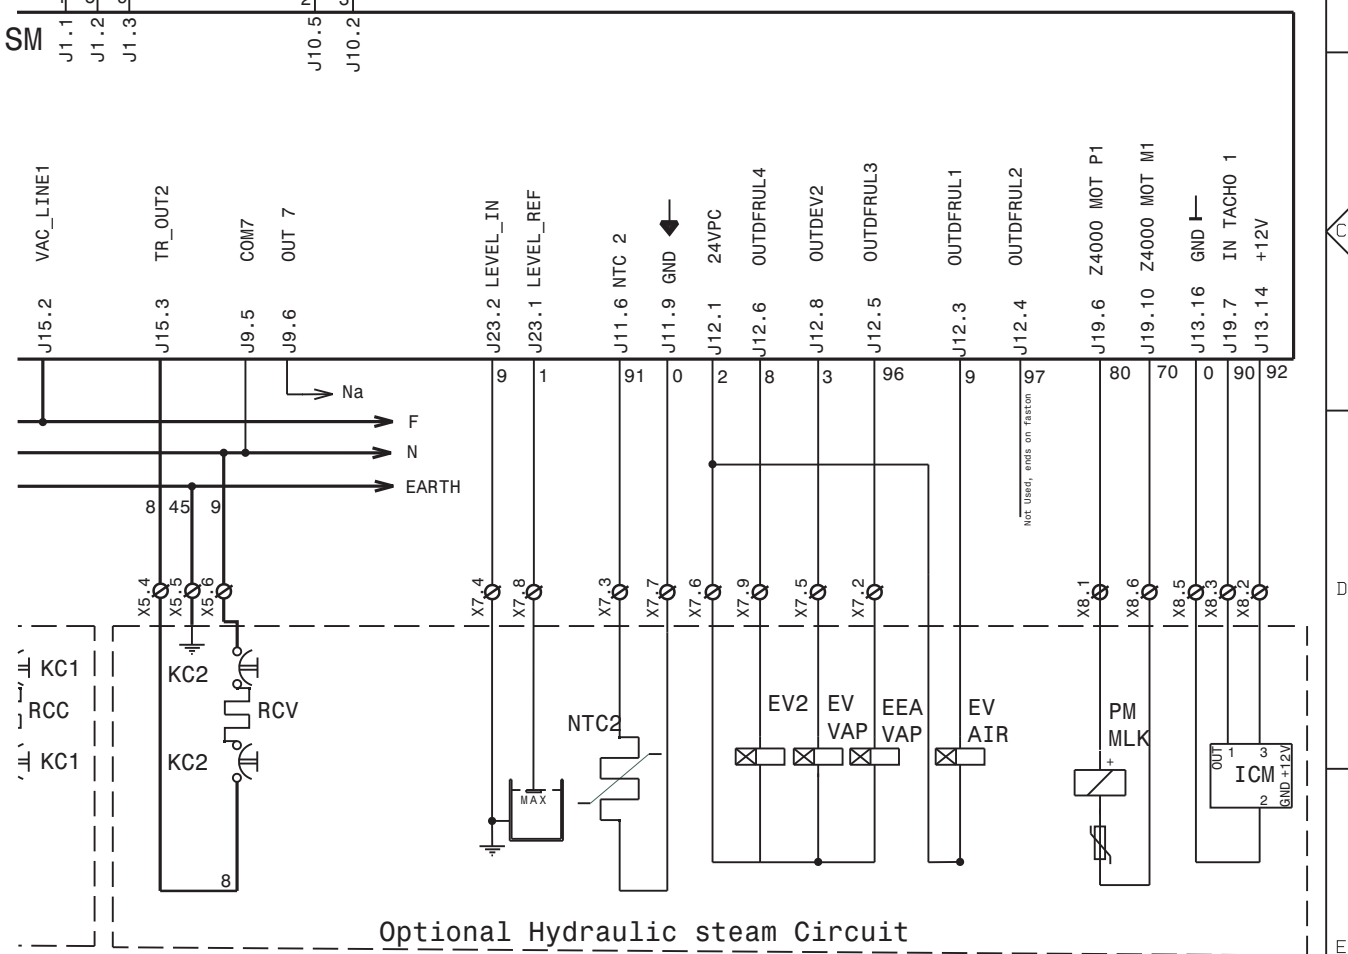 SM
J1.1
J1.2
J1.3
J10.5
J10.2
VAC_LINE1
TR_OUT2
COM7
OUT 7
LEVEL_IN
LEVEL_REF
NTC 2
GND
24VPC
OUTDFRUL4
OUTDEV2
OUTDFRUL3
OUTDFRUL1
OUTDFRUL2
Z4000 MOT P1
Z4000 MOT M1
GND
IN TACHO 1
+12V
C
J15.2
J15.3
J9.5
J9.6
J23.2
J23.1
J11.6
J11.9
J12.1
J12.6
J12.8
J12.5
J12.3
J12.4
J19.6
J19.10
J13.16
J19.7
J13.14
9
1
91
0
2
8
3
96
9
97
80
70
0
90
92
Na
F
N
EARTH
Not Used, ends on faston
8
45
9
X5.4
X5.5
X5.6
X7.4
X7.8
X7.3
X7.7
X7.6
X7.9
X7.5
X7.2
X8.1
X8.6
X8.5
X8.3
X8.2
D
KC1
KC2
RCC
RCV
KC1
KC2
NTC2
MAX
EV2
EV VAP
EEA VAP
EV AIR
PM MLK
+
OUT
1
3
+12V
ICM
2
GND
8
Optional Hydraulic steam Circuit
E